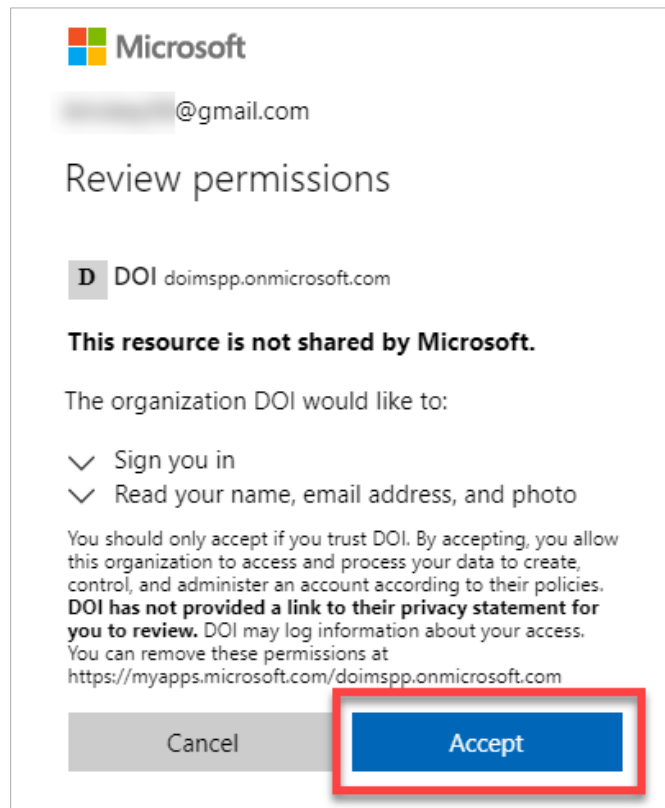 Microsoft
@gmail.com
Review permissions
D DOI doimspp.onmicrosoft.com
This resource is not shared by Microsoft.
The organization DOI would like to:
Sign you in
Read your name, email address, and photo
You should only accept if you trust DOI. By accepting, you allow
this organization to access and process your data to create,
control, and administer an account according to their policies.
DOI has not provided a link to their privacy statement for
you to review. DOI may log information about your access.
You can remove these permissions at
https://myapps.microsoft.com/doimspp.onmicrosoft.com
Cancel Accept